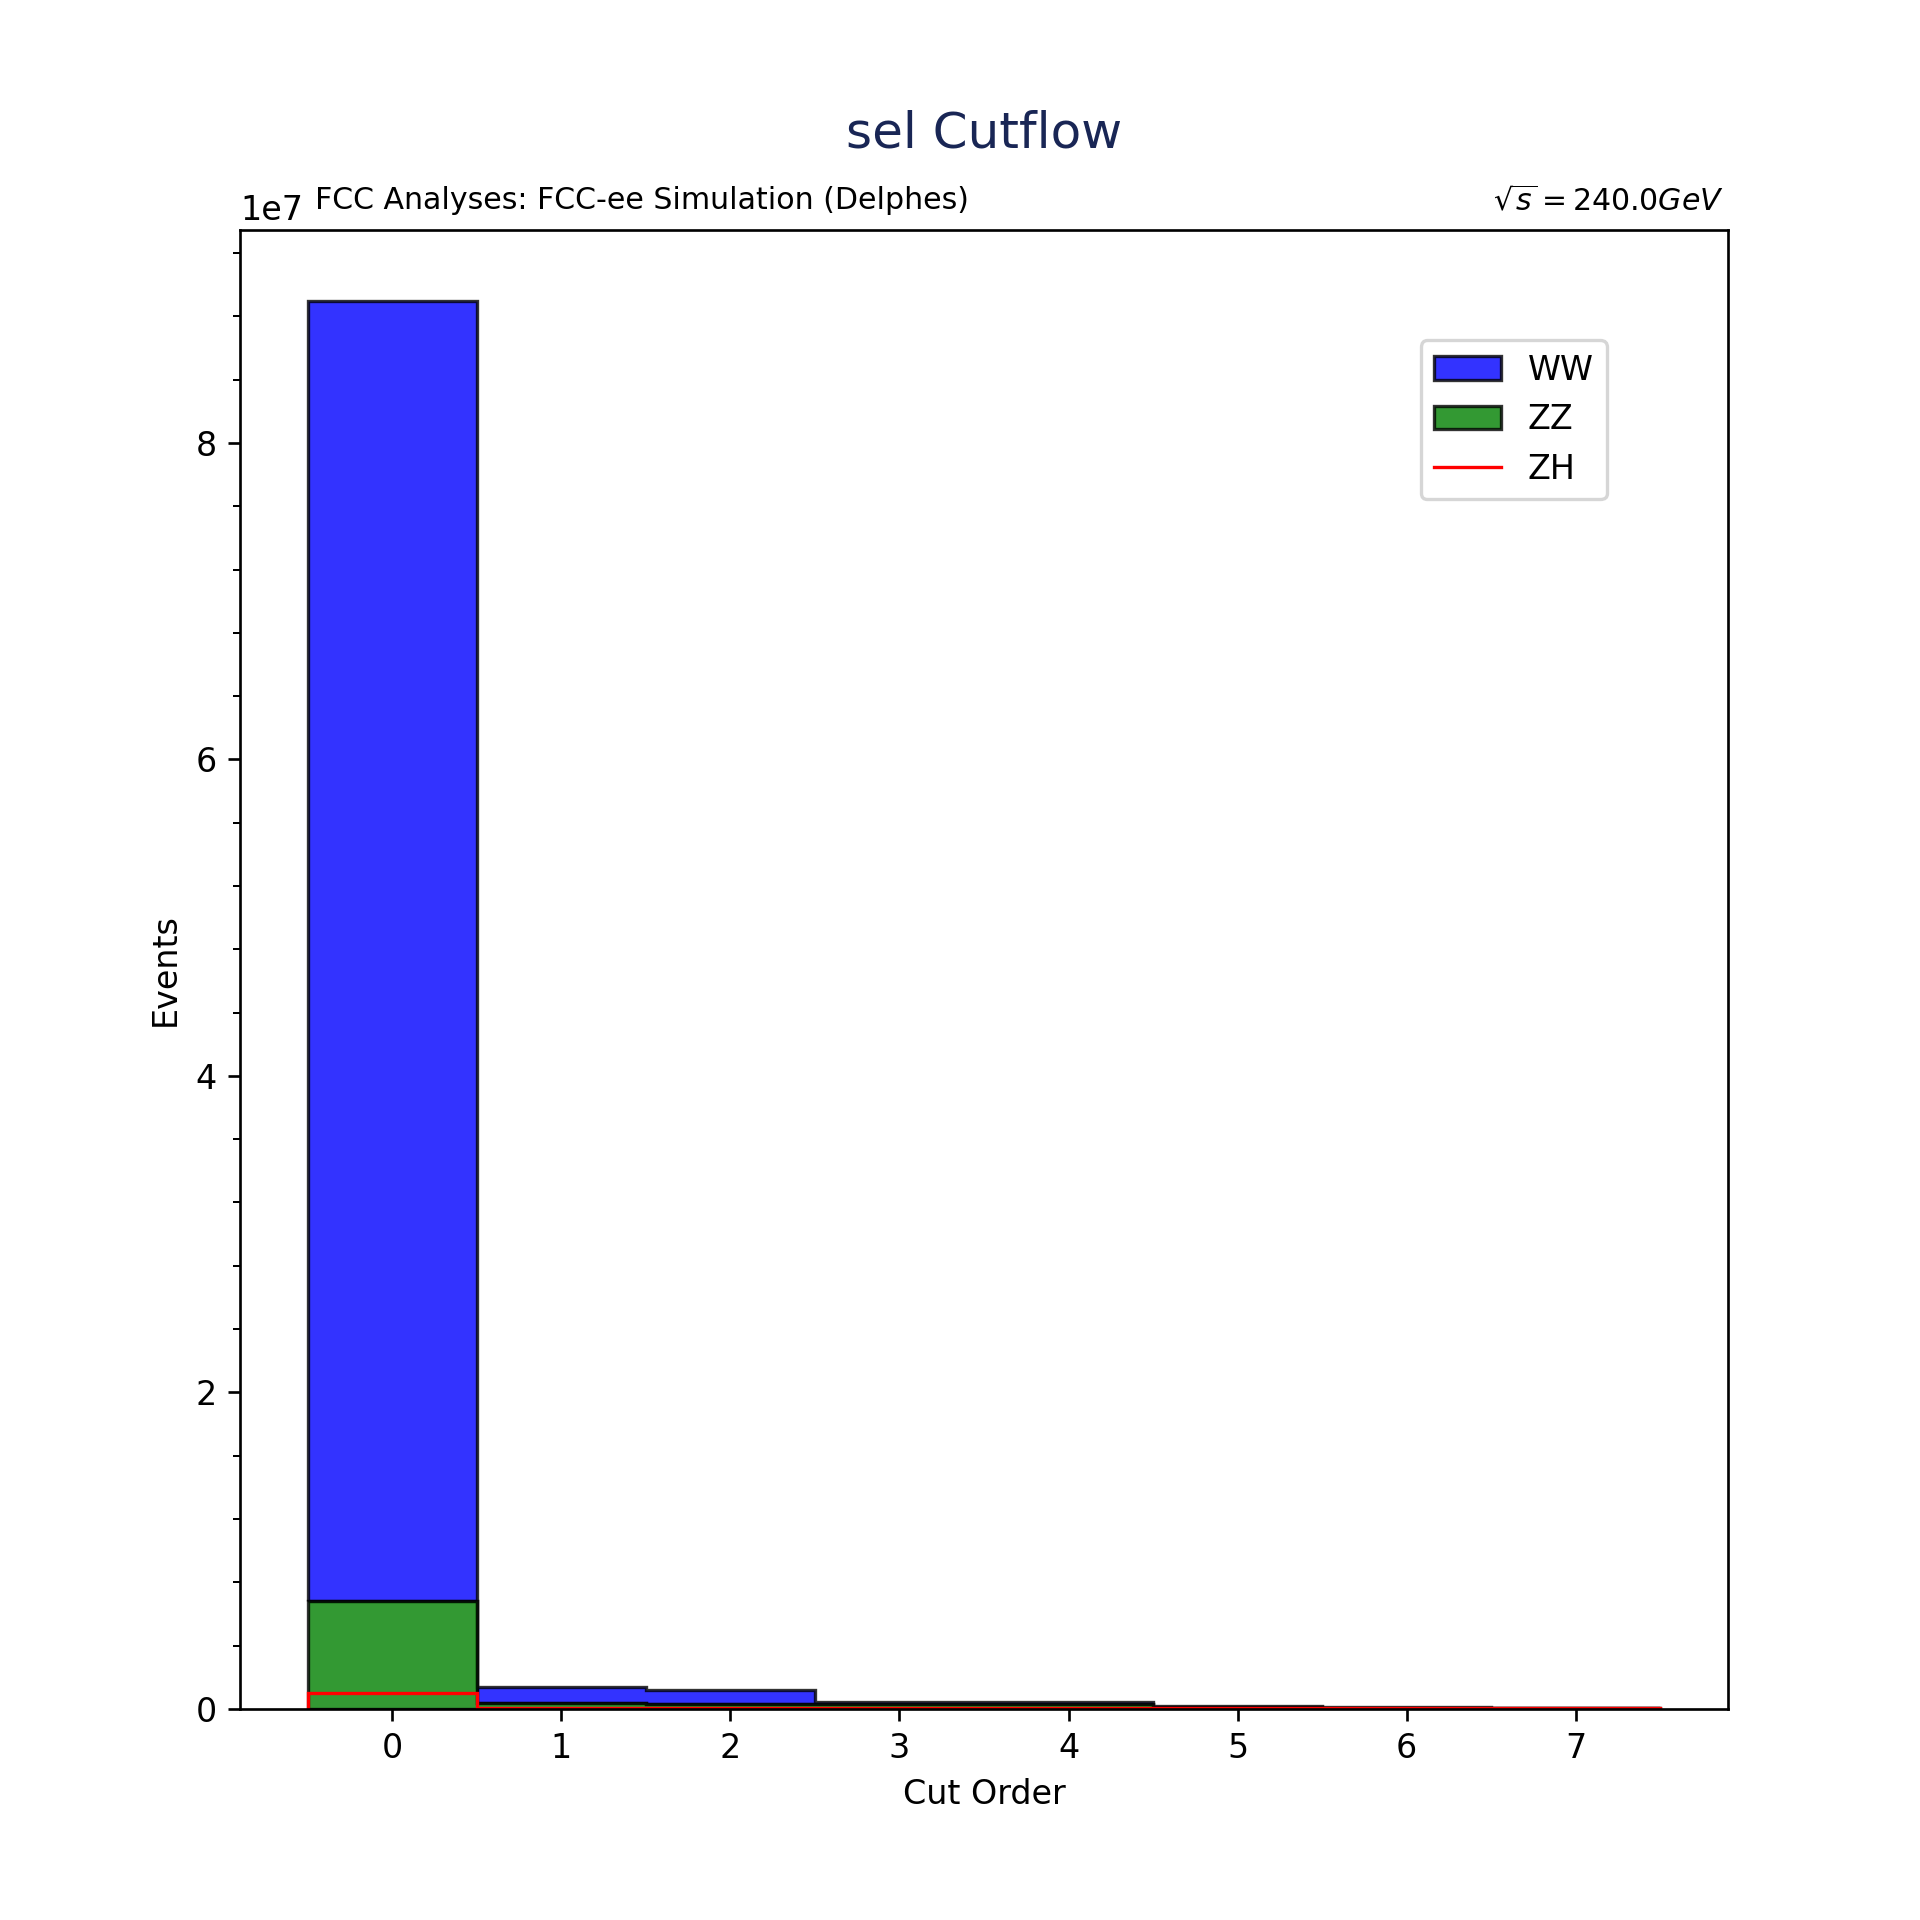 sel Cutflow
1e7 FCC Analyses: FCC-ee Simulation (Delphes) √s = 240.0GeV
WW
ZZ
ZH
8
6
4
2
0
Events
0 1 2 3 4 5 6 7
Cut Order